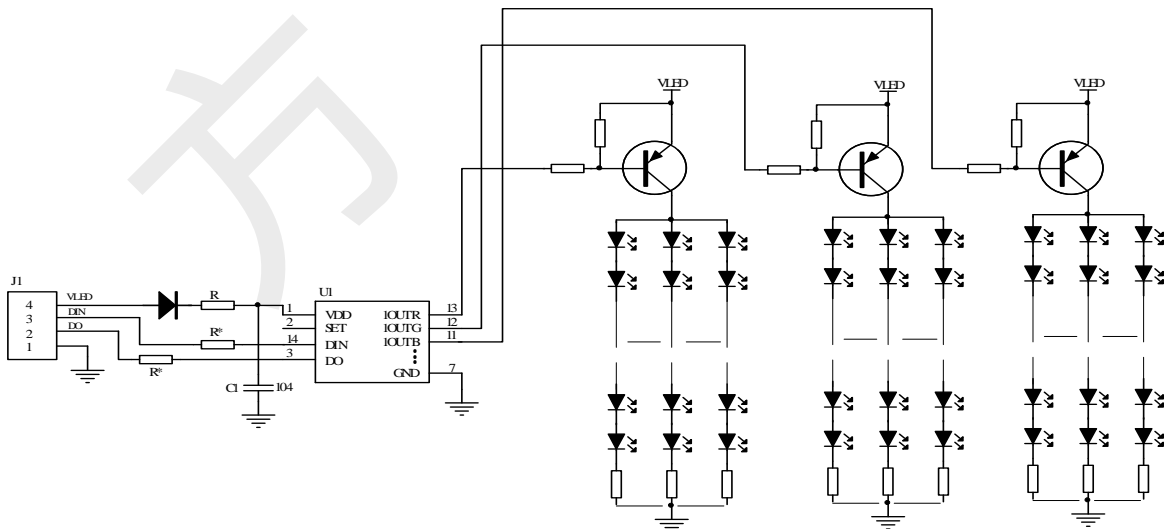 VLED
VLED
VLED
J1
4
3
2
1
VLED
DIN
DO
R
R*
R*
C1
104
U1
1
2
14
3
VDD
SET
DIN
DO
IOUTR
IOUTG
IOUTB
GND
13
12
11
7
方